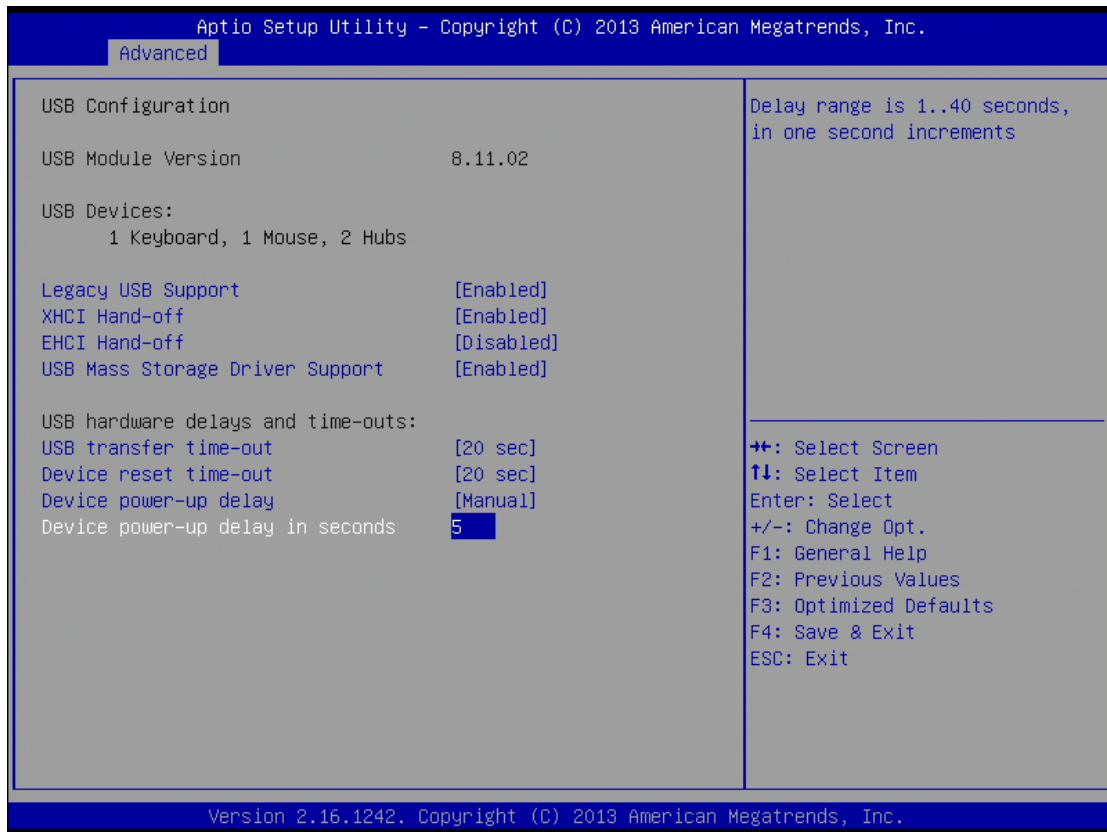 Aptio Setup Utility – Copyright (C) 2013 American Megatrends, Inc.
Advanced
USB Configuration
USB Module Version 8.11.02
USB Devices:
1 Keyboard, 1 Mouse, 2 Hubs
Legacy USB Support [Enabled]
XHCI Hand-off [Enabled]
EHCI Hand-off [Disabled]
USB Mass Storage Driver Support [Enabled]
USB hardware delays and time-outs:
USB transfer time-out [20 sec]
Device reset time-out [20 sec]
Device power-up delay [Manual]
Device power-up delay in seconds 5
Delay range is 1..40 seconds,
in one second increments
→←: Select Screen
↑↓: Select Item
Enter: Select
+/-: Change Opt.
F1: General Help
F2: Previous Values
F3: Optimized Defaults
F4: Save & Exit
ESC: Exit
Version 2.16.1242. Copyright (C) 2013 American Megatrends, Inc.